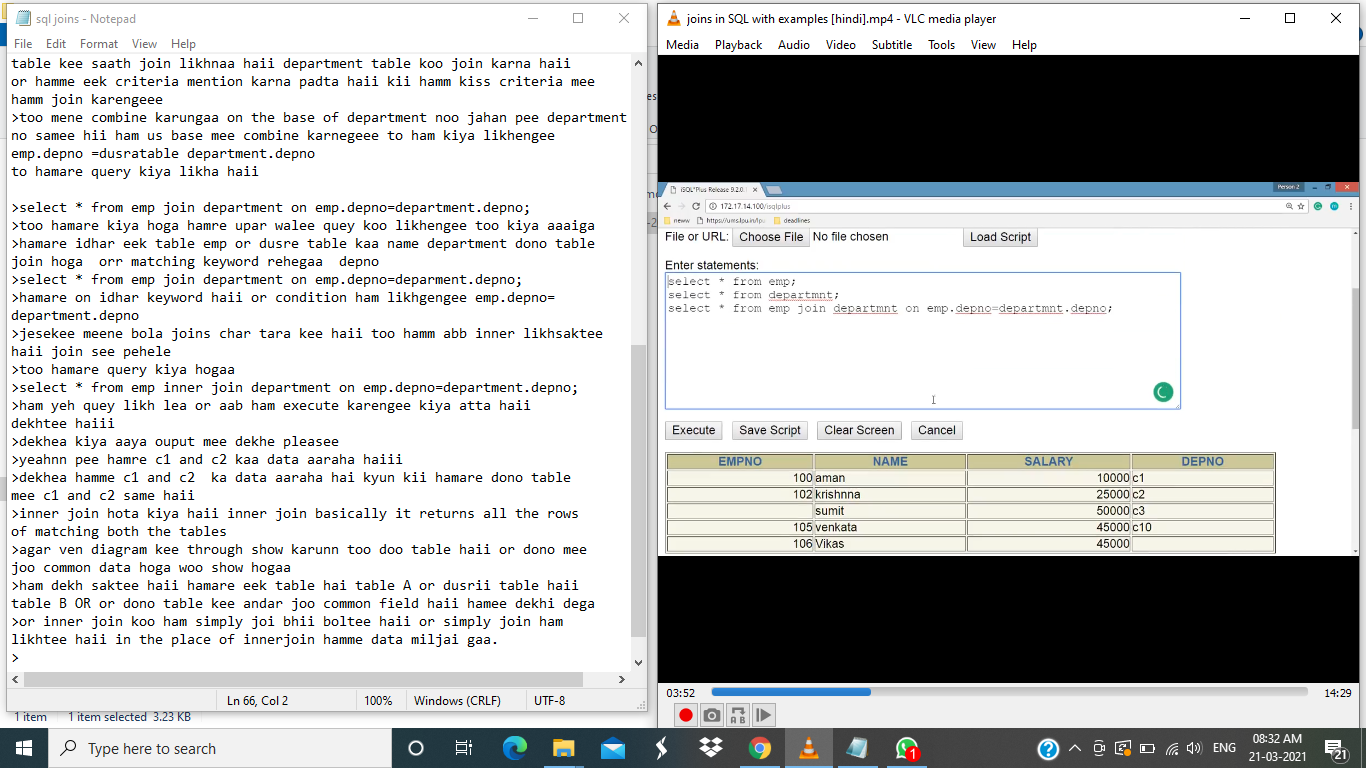 sql joins - Notepad
File Edit Format View Help
table kee saath join likhnaa haii department table koo join karna haii
or hamme eek criteria mention karna padta haii kii hamm kiss criteria mee
hamm join karengeee
>too mene combine karungaa on the base of department noo jahan pee department
no samee hii ham us base mee combine karnegeee to ham kiya likhengee
emp.depno =dusratable department.depno
to hamare query kiya likha haii
>select * from emp join department on emp.depno=department.depno;
>too hamare kiya hoga hamre upar walee quey koo likhengee too kiya aaaiga
>hamare idhar eek table emp or dusre table kaa name department dono table
join hoga  orr matching keyword rehegaa  depno
>select * from emp join department on emp.depno=deparment.depno;
>hamare on idhar keyword haii or condition ham likhgengee emp.depno=
department.depno
>jesekee meene bola joins char tara kee haii too hamm abb inner likhsaktee
haii join see pehele
>too hamare query kiya hogaa
>select * from emp inner join department on emp.depno=department.depno;
>ham yeh quey likh lea or aab ham execute karengee kiya atta haii
dekhtee haiii
>dekhea kiya aaya ouput mee dekhe pleasee
>yeahnn pee hamre c1 and c2 kaa data aaraha haiii
>dekhea hamme c1 and c2  ka data aaraha hai kyun kii hamare dono table
mee c1 and c2 same haii
>inner join hota kiya haii inner join basically it returns all the rows
of matching both the tables
>agar ven diagram kee through show karunn too doo table haii or dono mee
joo common data hoga woo show hogaa
>ham dekh saktee haii hamare eek table hai table A or dusrii table haii
table B OR or dono table kee andar joo common field haii hamee dekhi dega
>or inner join koo ham simply joi bhii boltee haii or simply join ham
likhtee haii in the place of innerjoin hamme data miljai gaa.
>
Ln 66, Col 2 100% Windows (CRLF) UTF-8
1 item 1 item selected 3.23 KB
joins in SQL with examples [hindi].mp4 - VLC media player
Media Playback Audio Video Subtitle Tools View Help
iSQL*Plus Release 9.2.0.1 Person 2
172.17.14.100/isqlplus
neww https://ums.lpu.in/lpu deadlines
File or URL: Choose File No file chosen Load Script
Enter statements:
select * from emp;
select * from departmnt;
select * from emp join departmnt on emp.depno=departmnt.depno;
Execute Save Script Clear Screen Cancel
EMPNO NAME SALARY DEPNO
100 aman 10000 c1
102 krishnna 25000 c2
sumit 50000 c3
105 venkata 45000 c10
106 Vikas 45000
03:52 14:29
A B
Type here to search
1
ENG
08:32 AM
21-03-2021
21